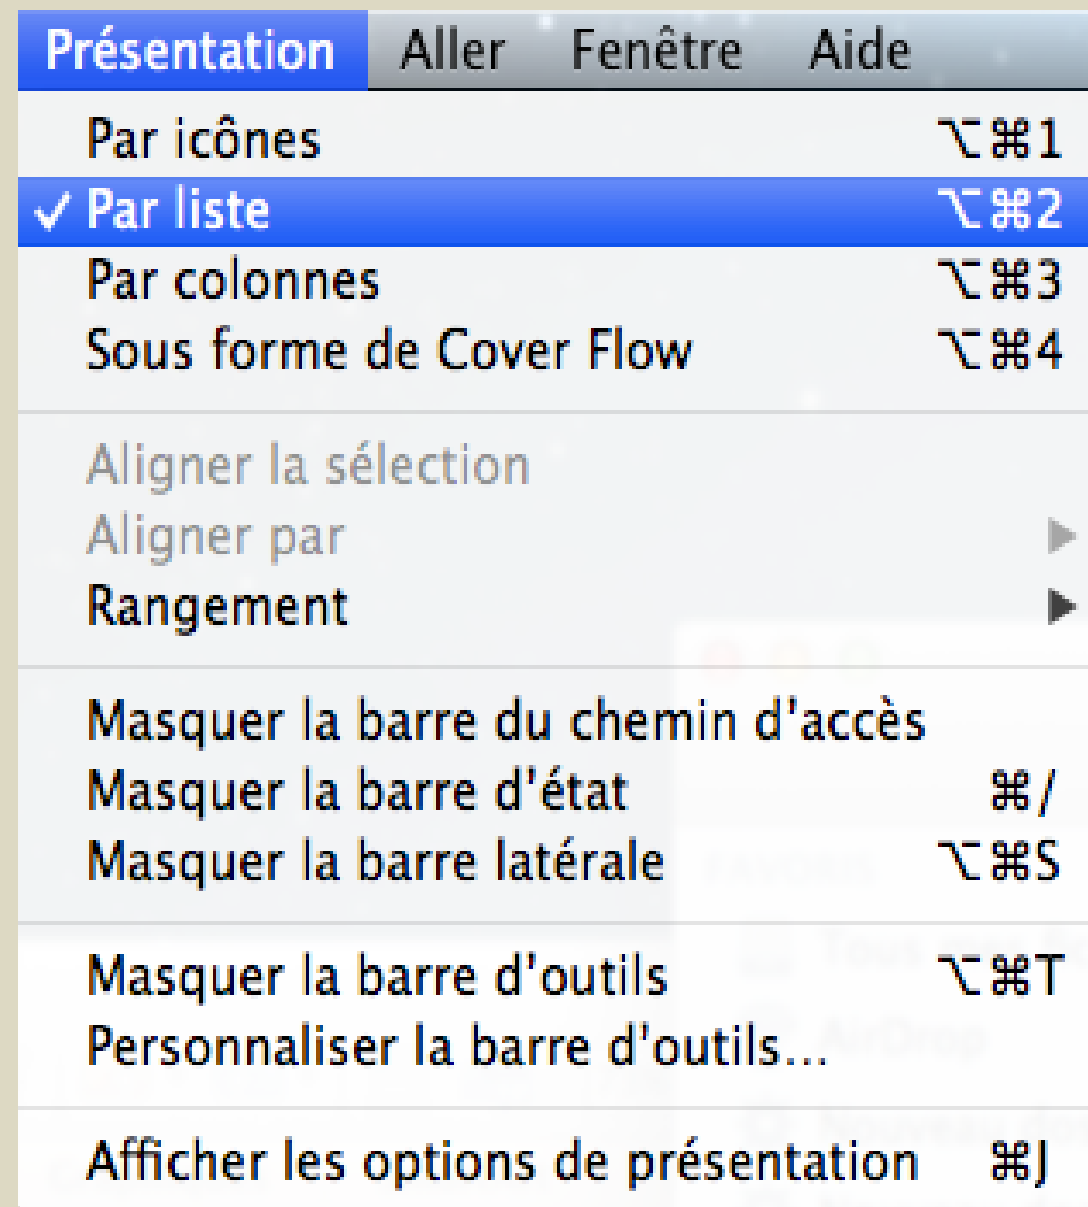 Présentation Aller Fenêtre Aide
Par icônes ⌥⌘1
✓ Par liste ⌥⌘2
Par colonnes ⌥⌘3
Sous forme de Cover Flow ⌥⌘4
Aligner la sélection
Aligner par ▶
Rangement ▶
Masquer la barre du chemin d'accès
Masquer la barre d'état ⌘/
Masquer la barre latérale ⌥⌘S
Masquer la barre d'outils ⌥⌘T
Personnaliser la barre d'outils...
AirDrop
Afficher les options de présentation ⌘J